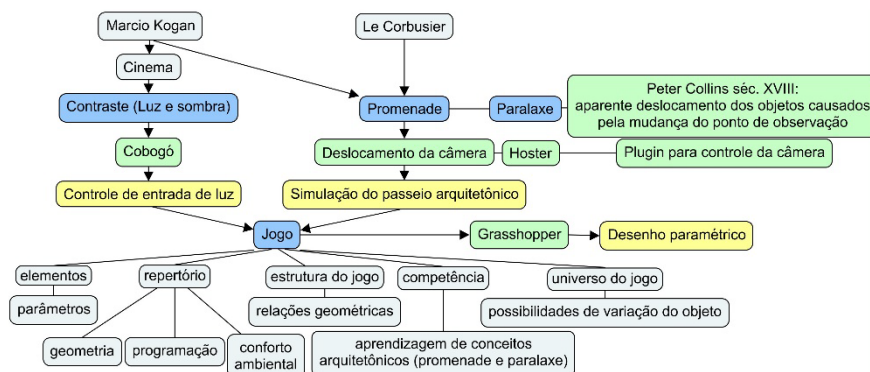 Marcio Kogan
Le Corbusier
Cinema
Contraste (Luz e sombra)
Promenade
Paralaxe
Peter Collins séc. XVIII:
aparente deslocamento dos objetos causados
pela mudança do ponto de observação
Cobogó
Deslocamento da câmera
Hoster
Plugin para controle da câmera
Controle de entrada de luz
Simulação do passeio arquitetônico
Jogo
Grasshopper
Desenho paramétrico
elementos
repertório
estrutura do jogo
competência
universo do jogo
parâmetros
relações geométricas
possibilidades de variação do objeto
geometria
programação
conforto
ambiental
aprendizagem de conceitos
arquitetônicos (promenade e paralaxe)